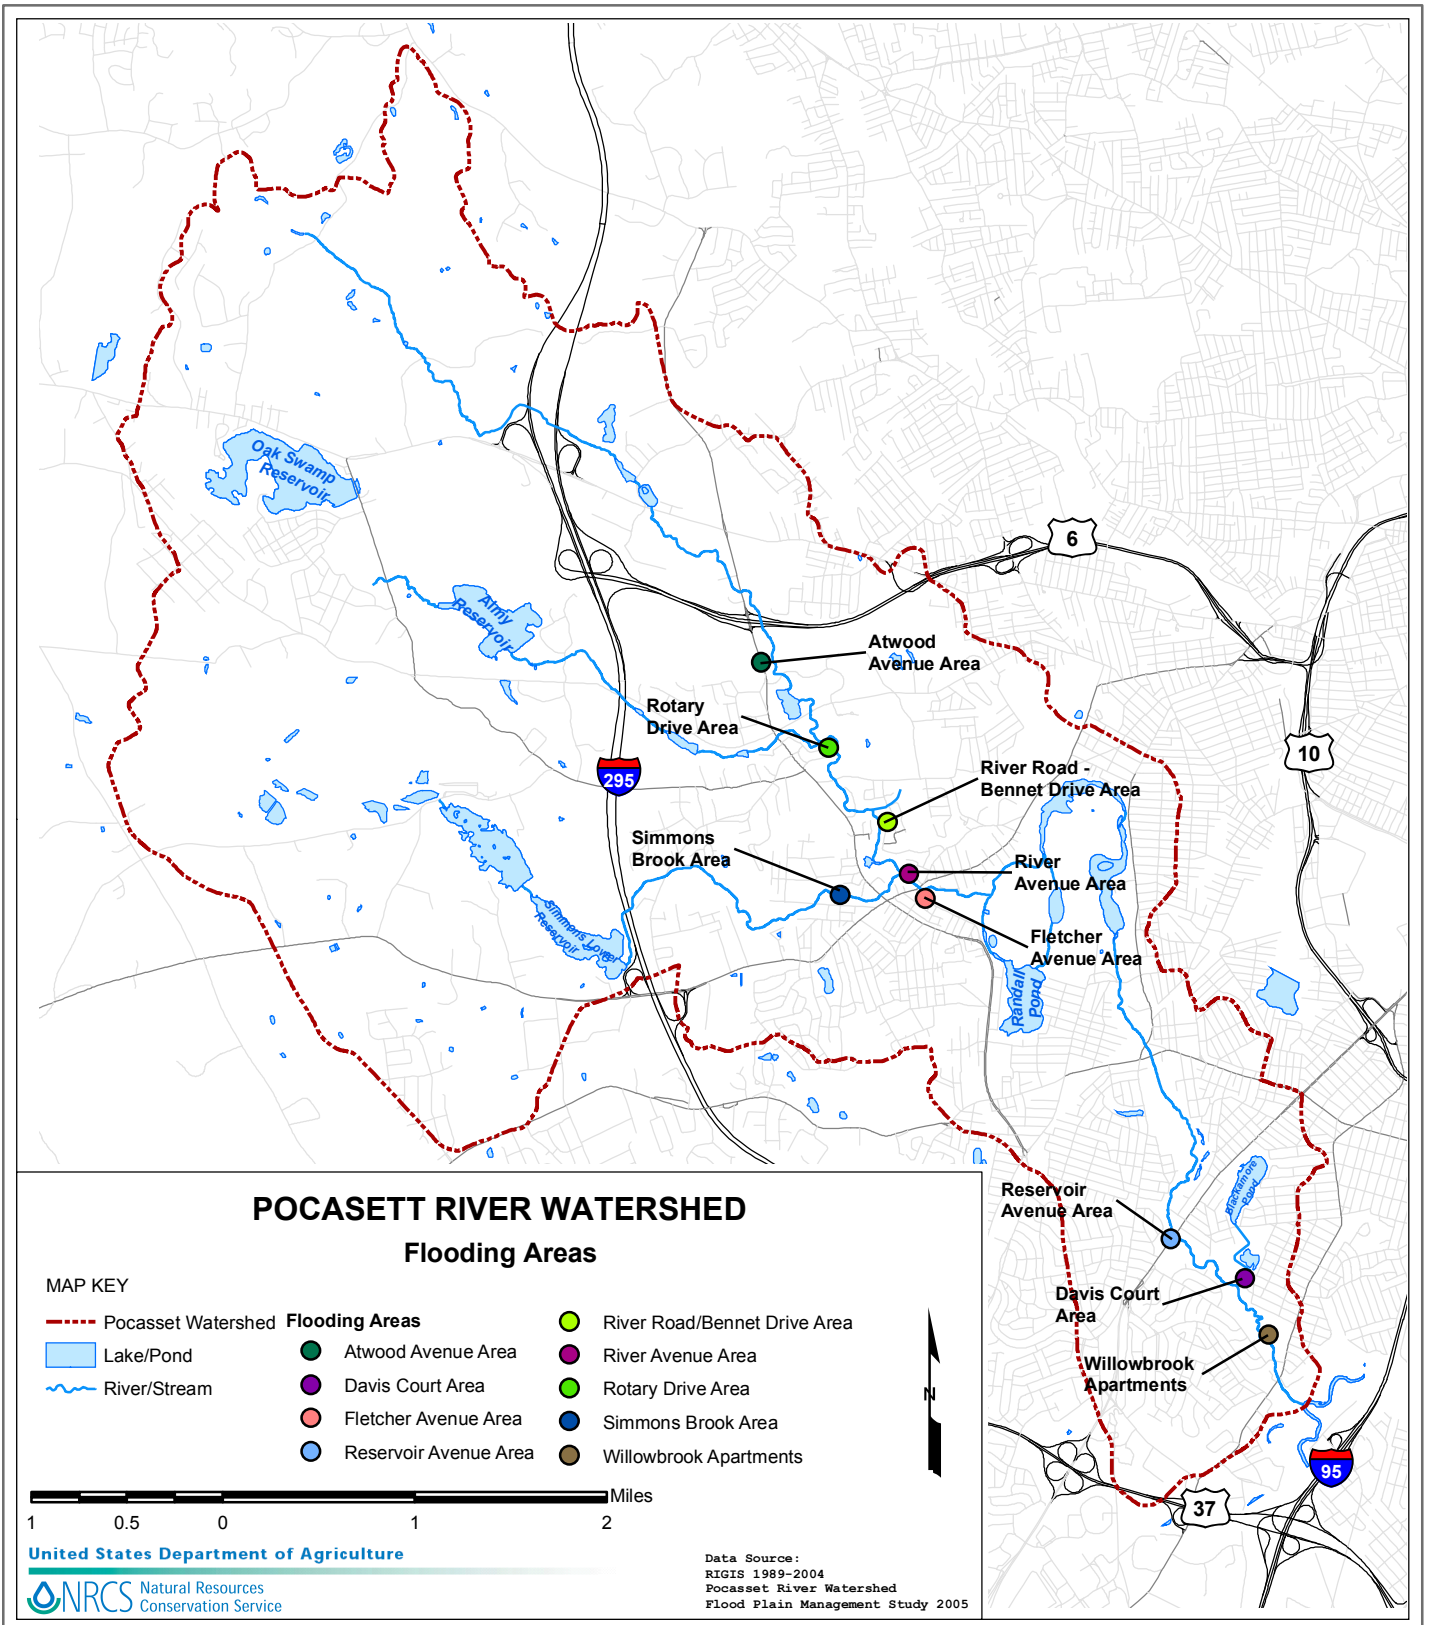 Oak Swamp
Reservoir
6
Almy
Reservoir
Atwood
Avenue Area
Rotary
Drive Area
10
295
River Road -
Bennet Drive Area
Simmons
Brook Area
River
Avenue Area
Simmons Lower
Reservoir
Fletcher
Avenue Area
Randall
Pond
Blackamore
Pond
Reservoir
Avenue Area
Davis Court
Area
Willowbrook
Apartments
95
37
POCASETT RIVER WATERSHED
Flooding Areas
MAP KEY
Pocasset Watershed
Lake/Pond
River/Stream
Flooding Areas
Atwood Avenue Area
Davis Court Area
Fletcher Avenue Area
Reservoir Avenue Area
River Road/Bennet Drive Area
River Avenue Area
Rotary Drive Area
Simmons Brook Area
Willowbrook Apartments
N
Miles
1 0.5 0 1 2
United States Department of Agriculture
NRCS Natural Resources
Conservation Service
Data Source:
RIGIS 1989-2004
Pocasset River Watershed
Flood Plain Management Study 2005